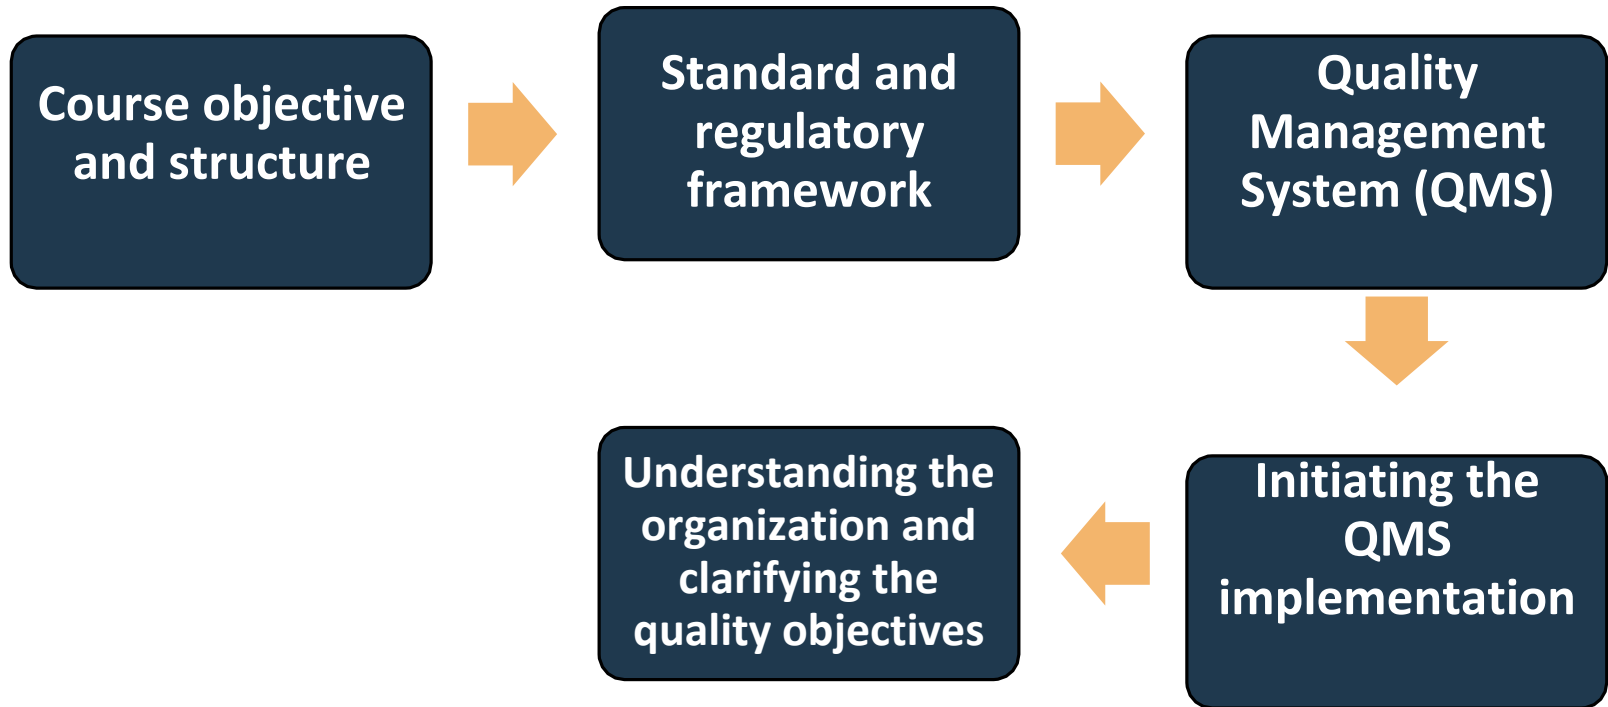 Course objective
and structure
Standard and
regulatory
framework
Quality
Management
System (QMS)
Initiating the
QMS
implementation
Understanding the
organization and
clarifying the
quality objectives